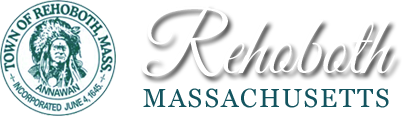 TOWN OF REHOBOTH, MASS.
ANNAWAN
INCORPORATED JUNE 4, 1645.
Rehoboth
MASSACHUSETTS